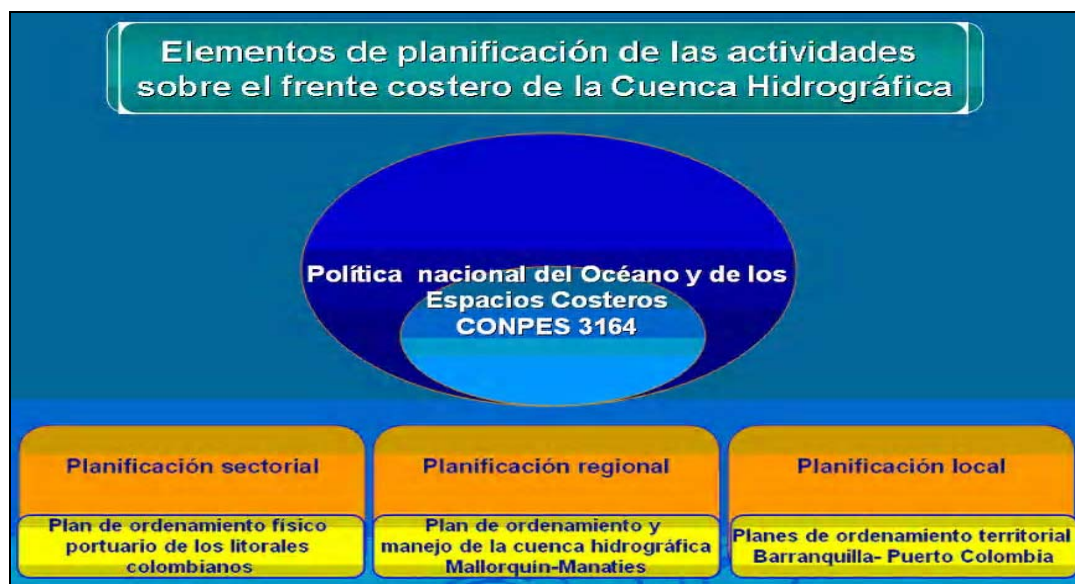 Elementos de planificación de las actividades
sobre el frente costero de la Cuenca Hidrográfica
Política nacional del Océano y de los
Espacios Costeros
CONPES 3164
Planificación sectorial
Plan de ordenamiento físico
portuario de los litorales
colombianos
Planificación regional
Plan de ordenamiento y
manejo de la cuenca hidrográfica
Mallorquín-Manaties
Planificación local
Planes de ordenamiento territorial
Barranquilla- Puerto Colombia